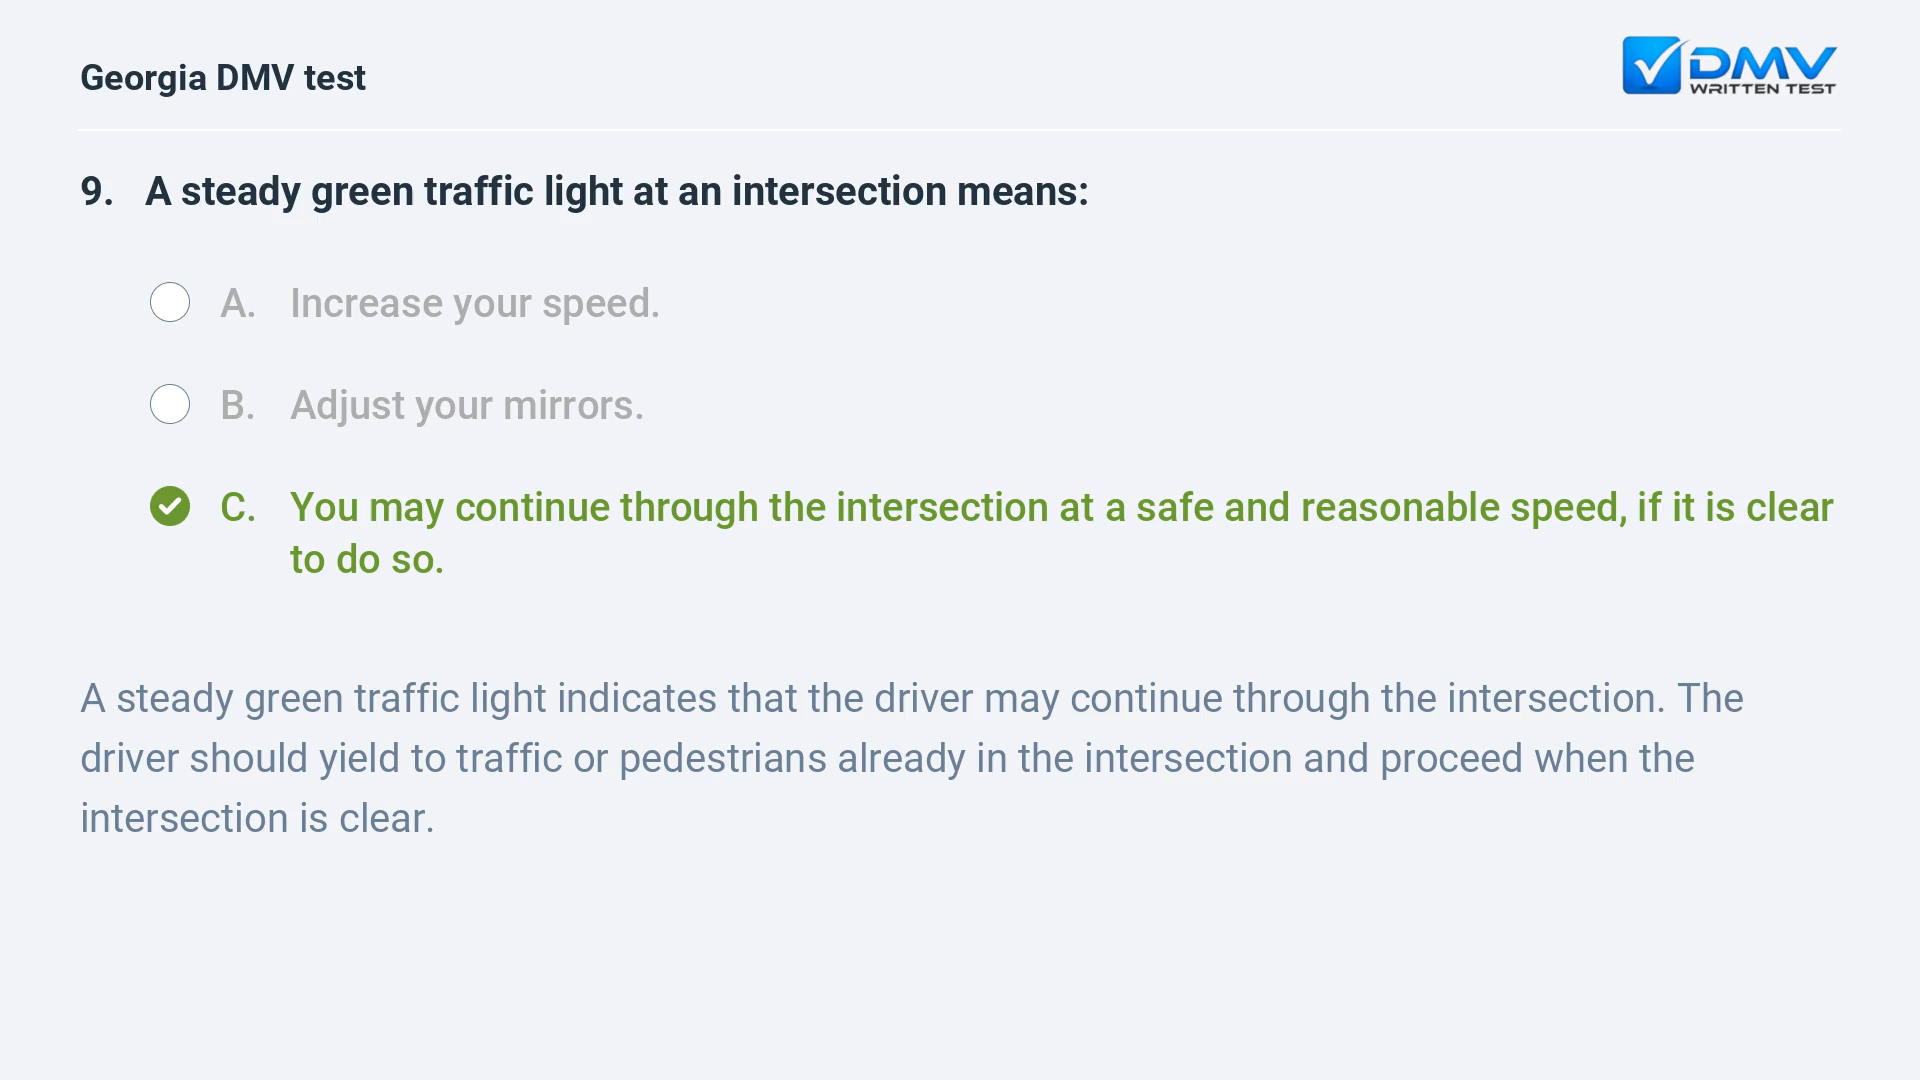 Georgia DMV test
DMV
WRITTEN TEST
9. A steady green traffic light at an intersection means:
A. Increase your speed.
B. Adjust your mirrors.
C. You may continue through the intersection at a safe and reasonable speed, if it is clear
to do so.
A steady green traffic light indicates that the driver may continue through the intersection. The
driver should yield to traffic or pedestrians already in the intersection and proceed when the
intersection is clear.